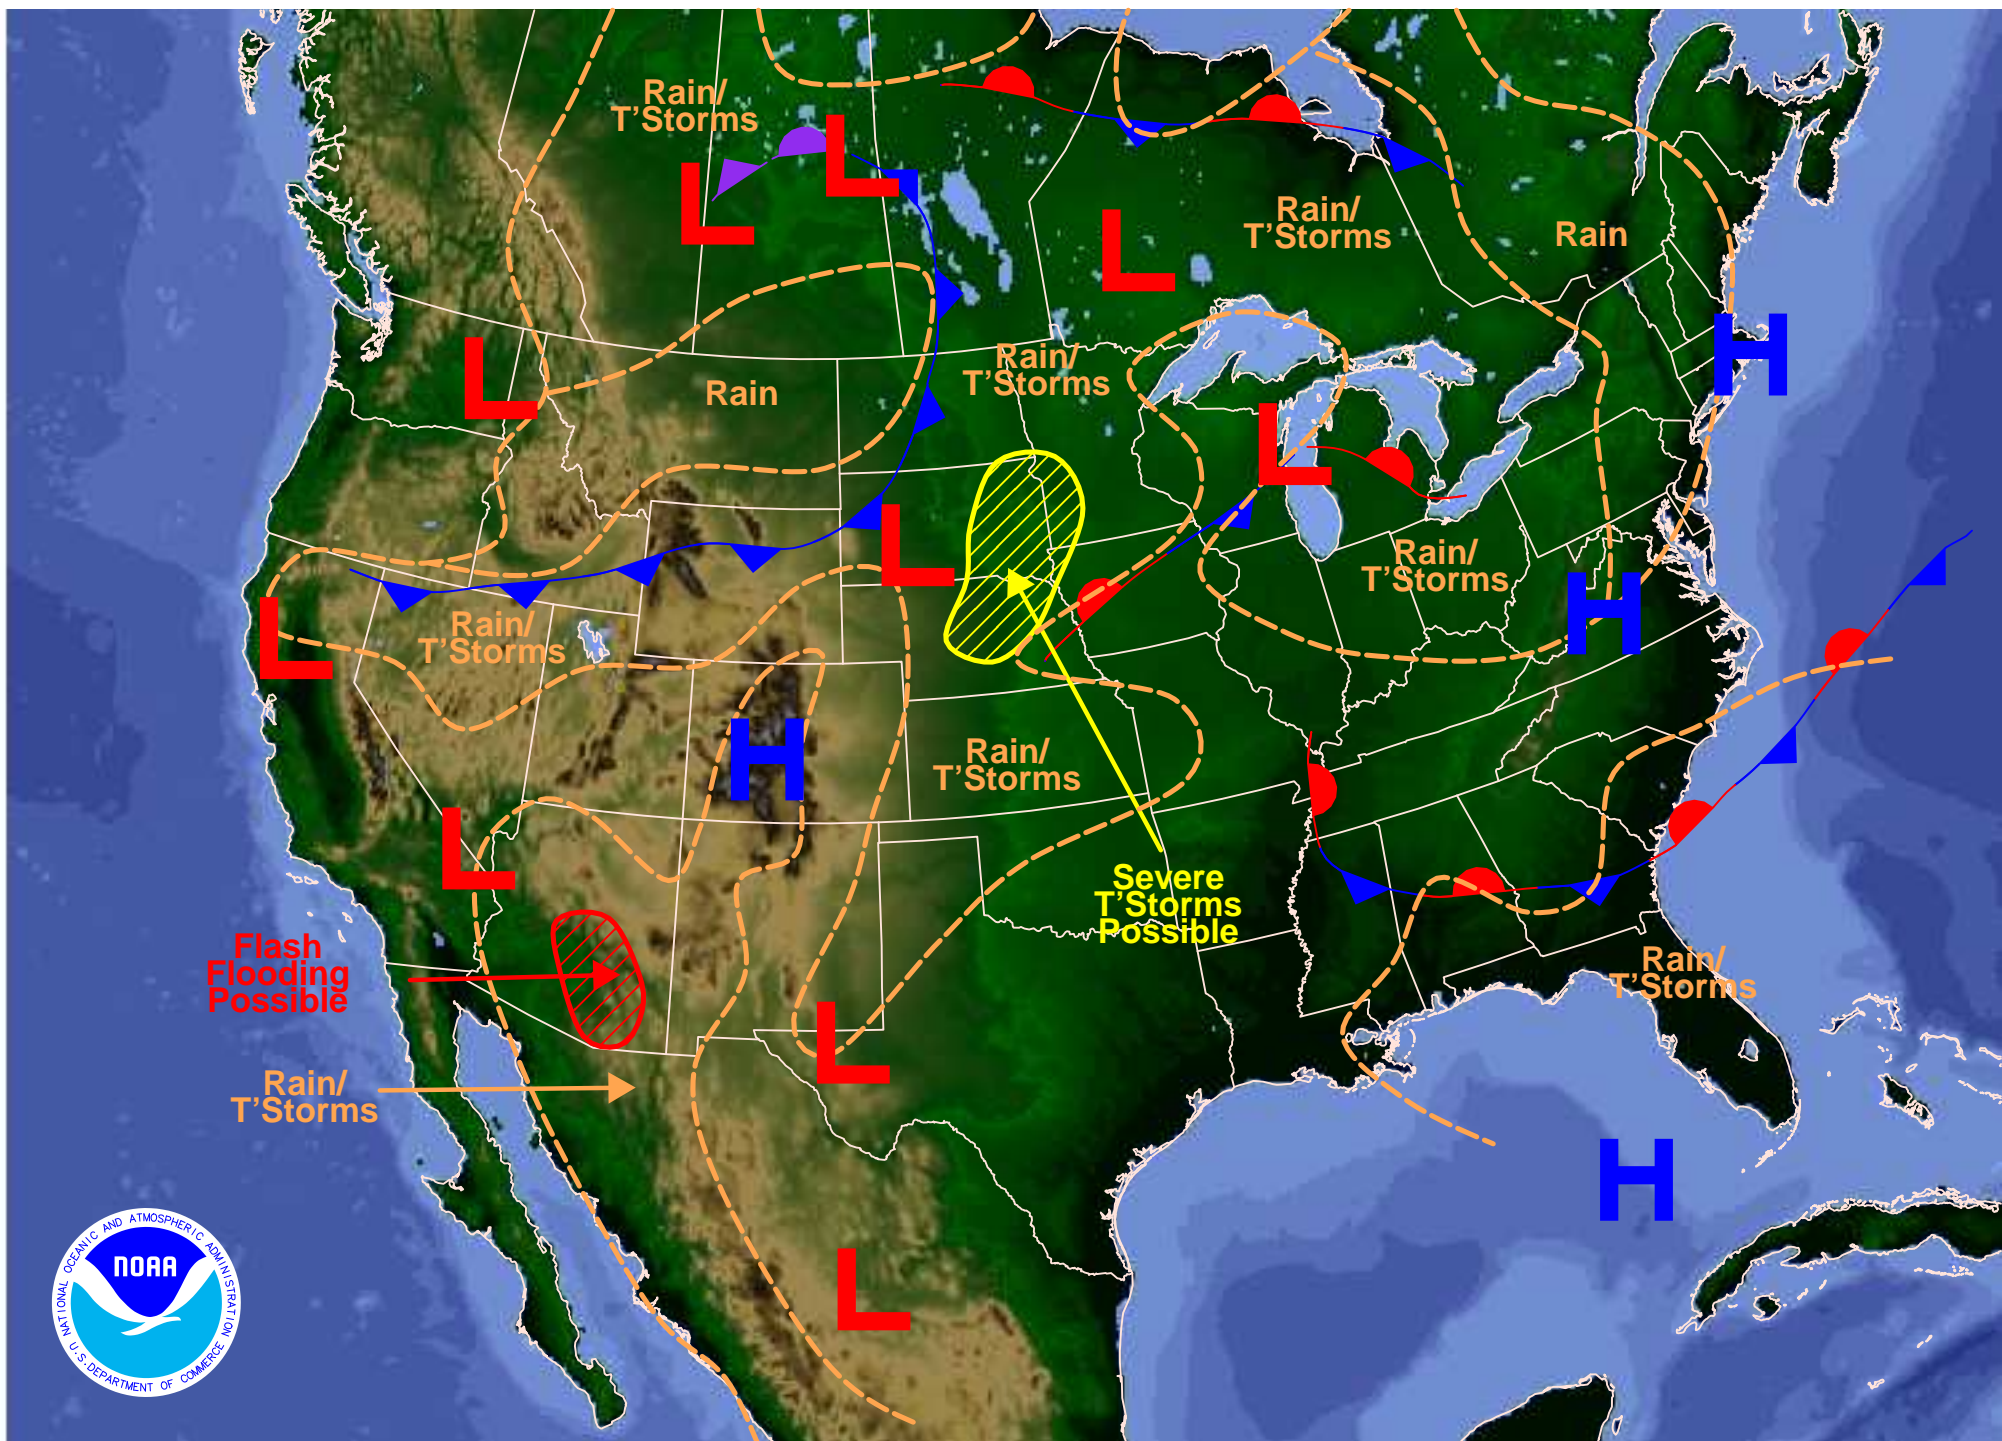 Rain/
T'Storms
L
L
L
Rain/
T'Storms
Rain
H
L
Rain
Rain/
T'Storms
L
L
Rain/
T'Storms
H
L
Rain/
T'Storms
H
Rain/
T'Storms
L
Severe
T'Storms
Possible
Flash
Flooding
Possible
Rain/
T'Storms
L
Rain/
T'Storms
H
L
NATIONAL OCEANIC AND ATMOSPHERIC ADMINISTRATION
NOAA
U.S. DEPARTMENT OF COMMERCE